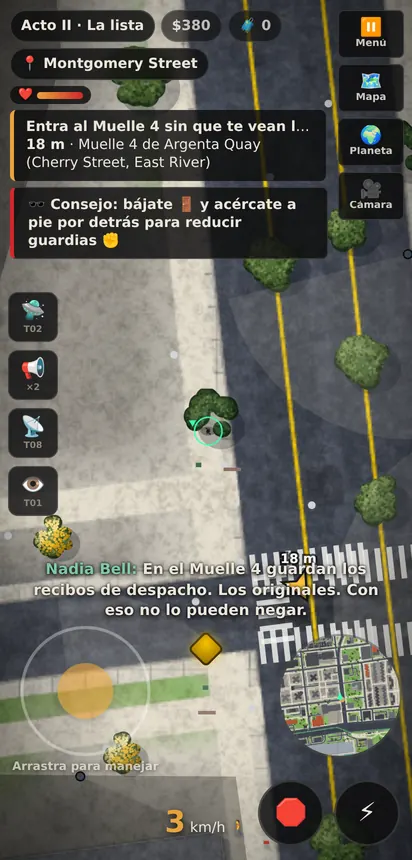 Acto II · La lista
$380
0
Menú
Montgomery Street
Mapa
Entra al Muelle 4 sin que te vean l...
18 m · Muelle 4 de Argenta Quay
(Cherry Street, East River)
Planeta
Consejo: bájate y acércate a
pie por detrás para reducir
guardias
Cámara
T02
×2
T08
T01
18 m
Nadia Bell: En el Muelle 4 guardan los
recibos de despacho. Los originales. Con
eso no lo pueden negar.
Arrastra para manejar
3 km/h